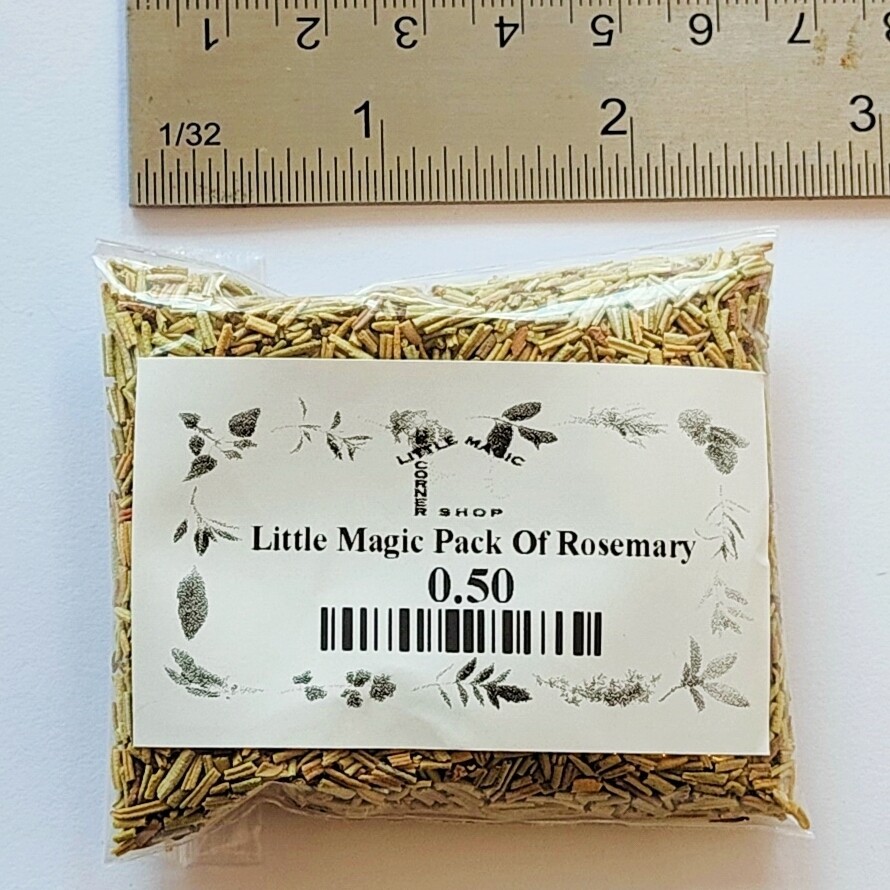 1 2 3 4 5 6 7 8
1 2 3
1/32
LITTLE MAGIC
CORNER
SHOP
Little Magic Pack Of Rosemary
0.50